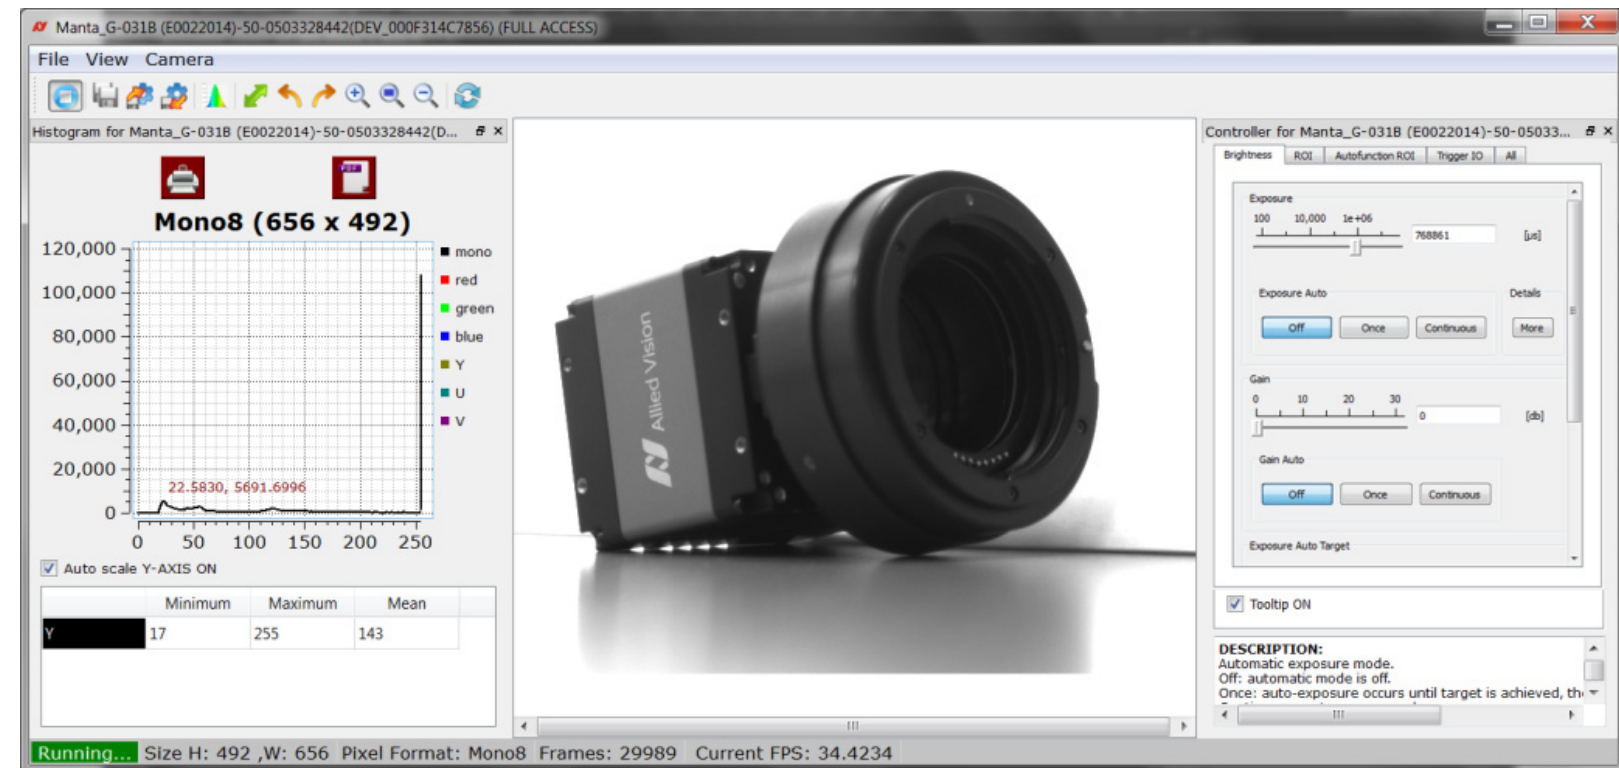 Manta_G-031B (E0022014)-50-0503328442(DEV_000F314C7856) (FULL ACCESS)
File View Camera
Histogram for Manta_G-031B (E0022014)-50-0503328442(D...
PDF
Mono8 (656 x 492)
120,000
100,000
80,000
60,000
40,000
20,000
0
22.5830, 5691.6996
0 50 100 150 200 250
mono
red
green
blue
Y
U
V
Auto scale Y-AXIS ON
Minimum Maximum Mean
Y 17 255 143
Allied Vision
Controller for Manta_G-031B (E0022014)-50-05033...
Brightness ROI Autofunction ROI Trigger IO All
Exposure
100 10,000 1e+06
768861 [µs]
Exposure Auto Details
Off Once Continuous More
Gain
0 10 20 30
0 [db]
Gain Auto
Off Once Continuous
Exposure Auto Target
Tooltip ON
DESCRIPTION:
Automatic exposure mode.
Off: automatic mode is off.
Once: auto-exposure occurs until target is achieved, th
Running... Size H: 492 ,W: 656 Pixel Format: Mono8 Frames: 29989 Current FPS: 34.4234